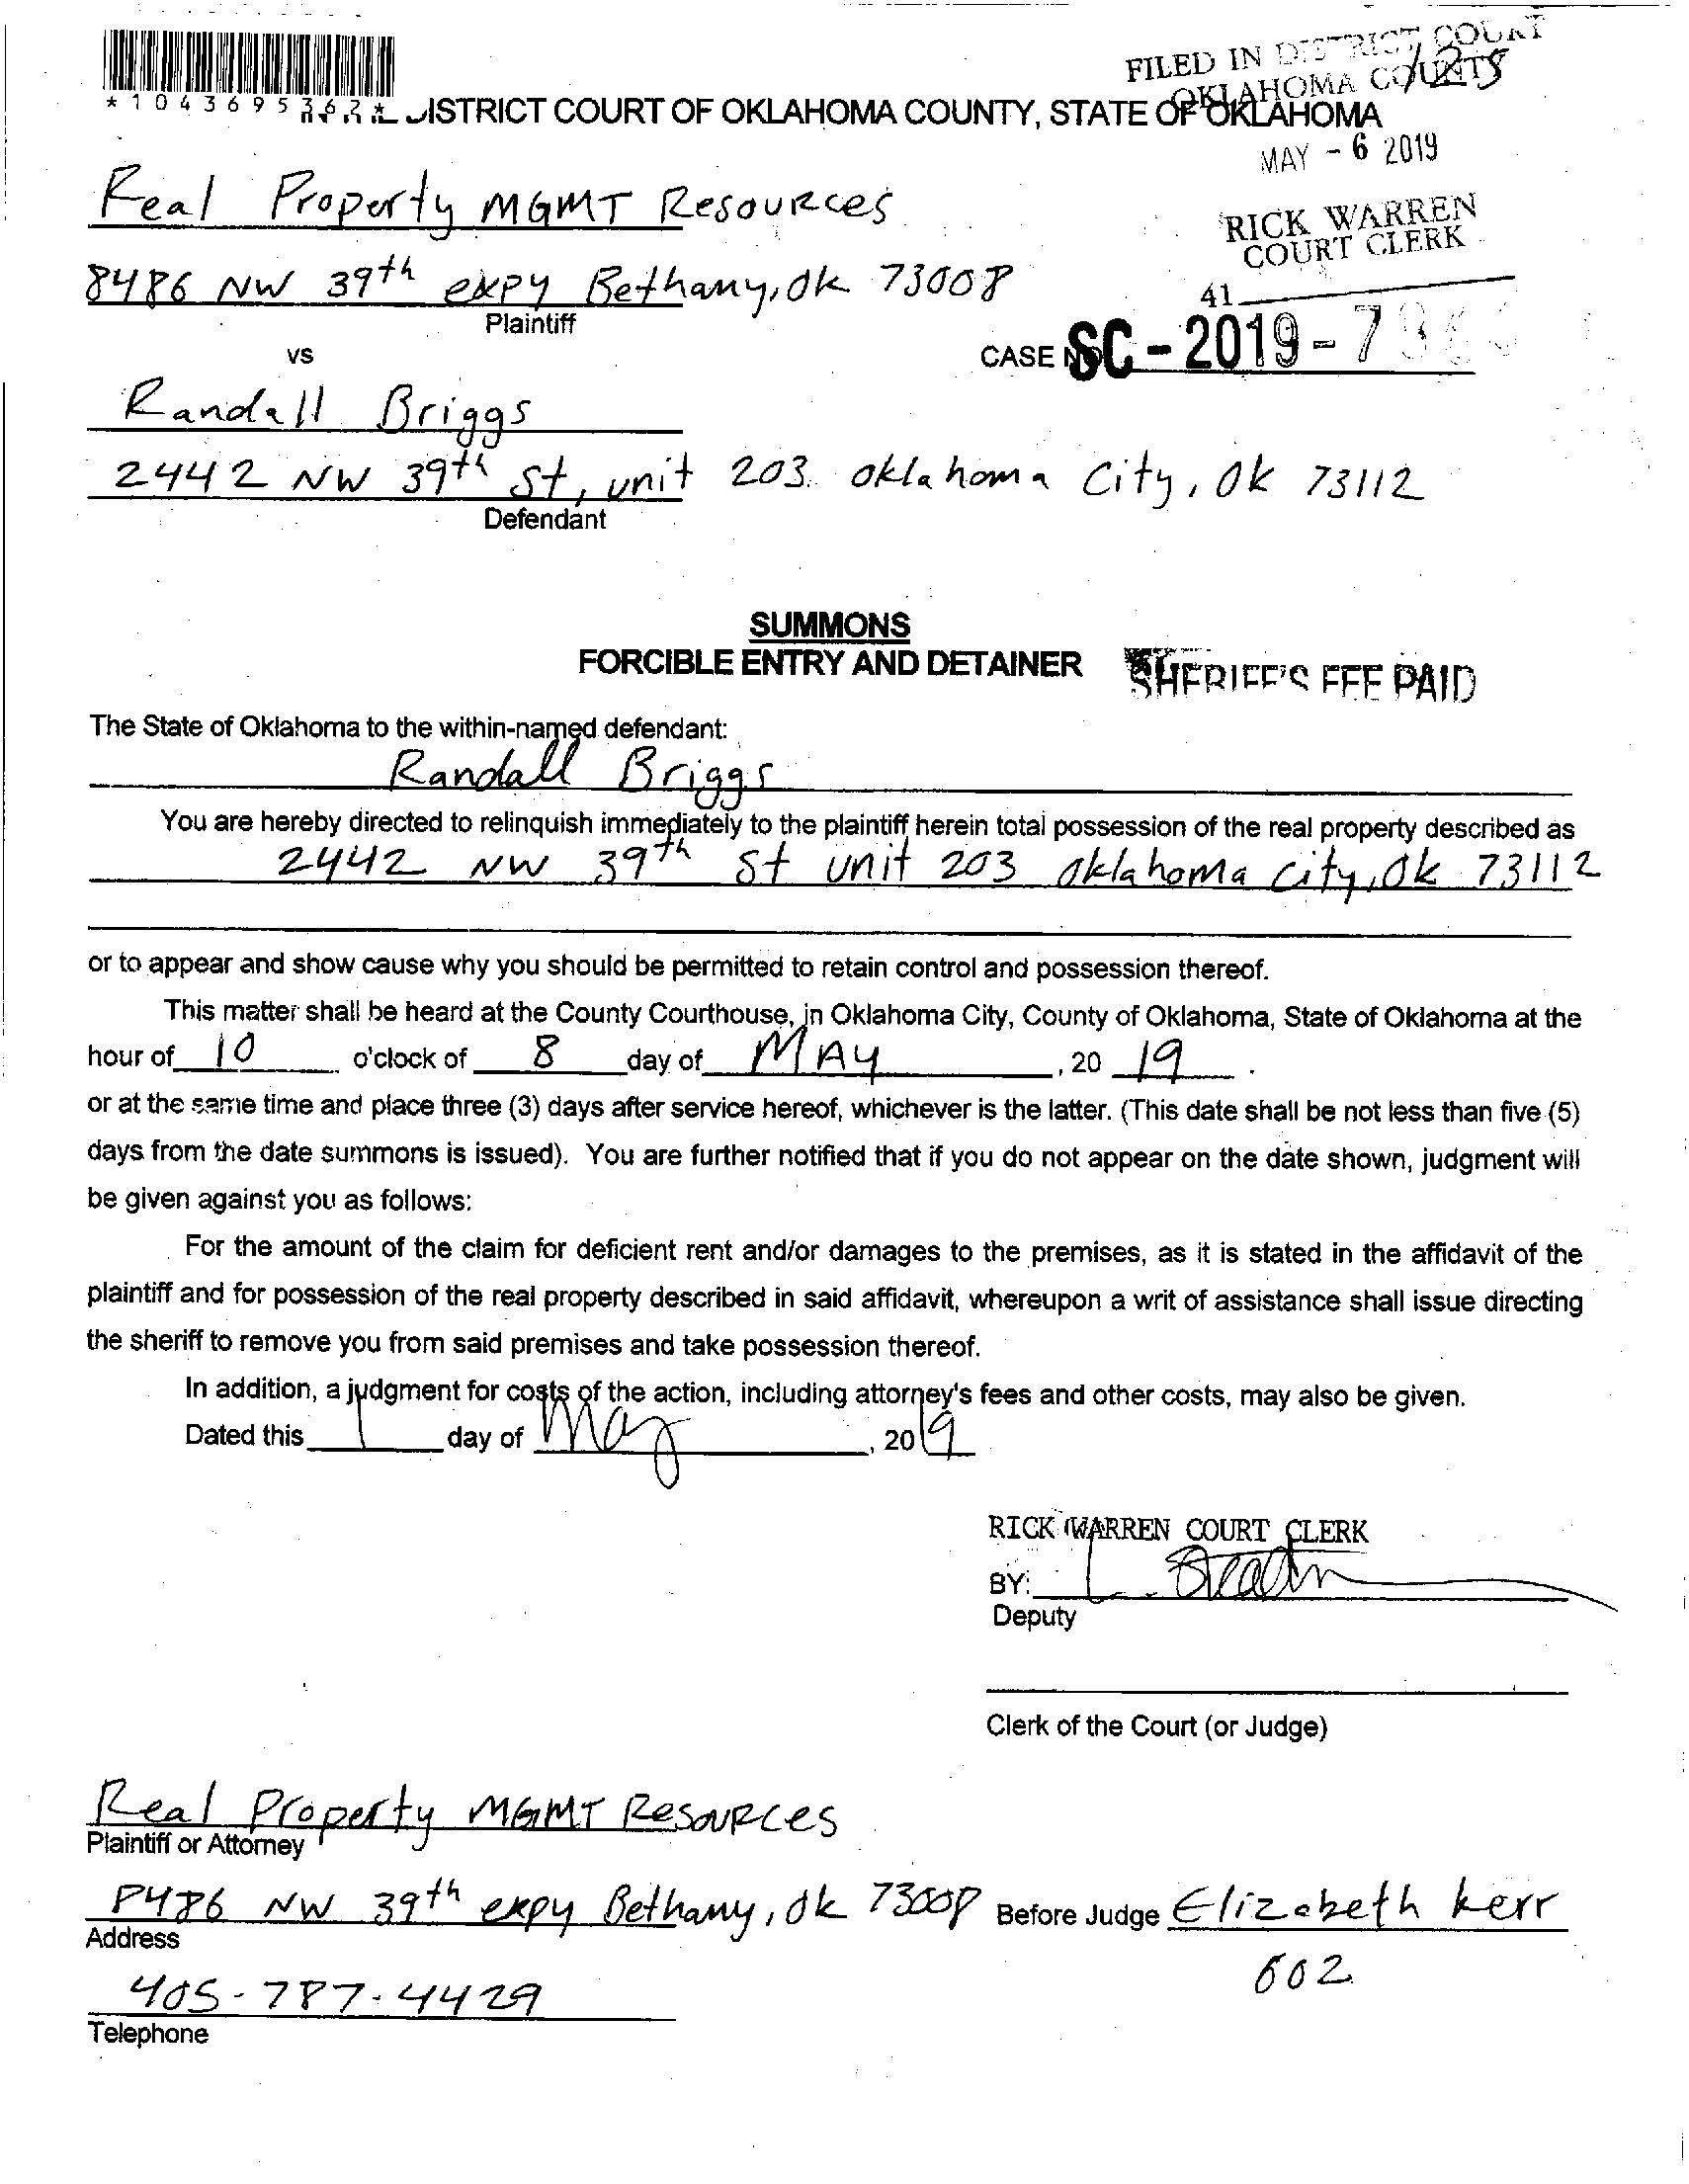 FILED IN DISTRICT COURT
OKLAHOMA COUNTY
*1043695362*
DISTRICT COURT OF OKLAHOMA COUNTY, STATE OF OKLAHOMA
MAY - 6 2019
Real Property MGMT Resources
RICK WARREN
COURT CLERK
8486 NW 39th expy Bethany, Ok 73008
41
Plaintiff
vs
CASE NO SC - 2019 - 7
Randall Briggs
2442 NW 39th St, unit 203 Oklahoma City, Ok 73112
Defendant
SUMMONS
FORCIBLE ENTRY AND DETAINER
SHERIFF'S FEE PAID
The State of Oklahoma to the within-named defendant:
Randall Briggs
You are hereby directed to relinquish immediately to the plaintiff herein total possession of the real property described as
2442 NW 39th St unit 203 Oklahoma City, Ok 73112
or to appear and show cause why you should be permitted to retain control and possession thereof.
This matter shall be heard at the County Courthouse, in Oklahoma City, County of Oklahoma, State of Oklahoma at the
hour of 10 o'clock of 8 day of MAY, 20 19.
or at the same time and place three (3) days after service hereof, whichever is the latter. (This date shall be not less than five (5)
days from the date summons is issued). You are further notified that if you do not appear on the date shown, judgment will
be given against you as follows:
For the amount of the claim for deficient rent and/or damages to the premises, as it is stated in the affidavit of the
plaintiff and for possession of the real property described in said affidavit, whereupon a writ of assistance shall issue directing
the sheriff to remove you from said premises and take possession thereof.
In addition, a judgment for costs of the action, including attorney's fees and other costs, may also be given.
Dated this 1 day of May, 2019
RICK WARREN COURT CLERK
BY:
Deputy
Clerk of the Court (or Judge)
Real Property MGMT Resources
Plaintiff or Attorney
8486 NW 39th expy Bethany, Ok 73008 Before Judge Elizabeth Kerr
Address
602
405-787-4429
Telephone